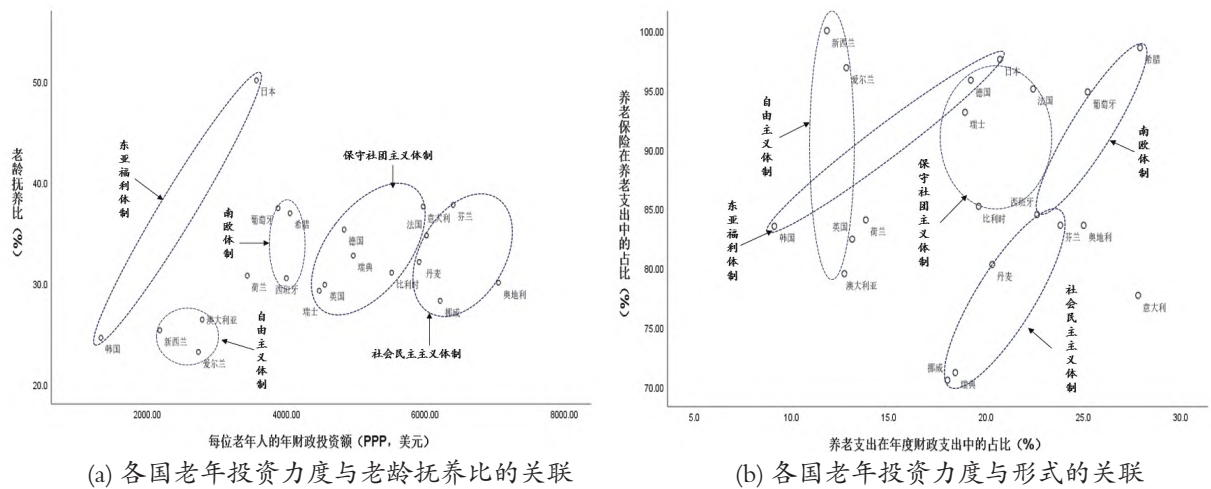 老龄抚养比（%）
50.0
40.0
30.0
20.0
2000.00
4000.00
6000.00
8000.00
每位老年人的年财政投资额（PPP，美元）
日本
东亚福利体制
韩国
新西兰
澳大利亚
爱尔兰
自由主义体制
南欧体制
葡萄牙
希腊
荷兰
西班牙
保守社团主义体制
德国
瑞典
瑞士
英国
比利时
法国
意大利
芬兰
丹麦
挪威
奥地利
社会民主主义体制
(a) 各国老年投资力度与老龄抚养比的关联
养老保险在养老支出中的占比（%）
100.00
95.00
90.00
85.00
80.00
75.00
70.00
5.0
10.0
15.0
20.0
25.0
30.0
养老支出在年度财政支出中的占比（%）
新西兰
爱尔兰
自由主义体制
东亚福利体制
韩国
英国
荷兰
澳大利亚
日本
德国
法国
瑞士
保守社团主义体制
比利时
西班牙
希腊
葡萄牙
南欧体制
芬兰
奥地利
丹麦
意大利
社会民主主义体制
挪威
瑞典
(b) 各国老年投资力度与形式的关联